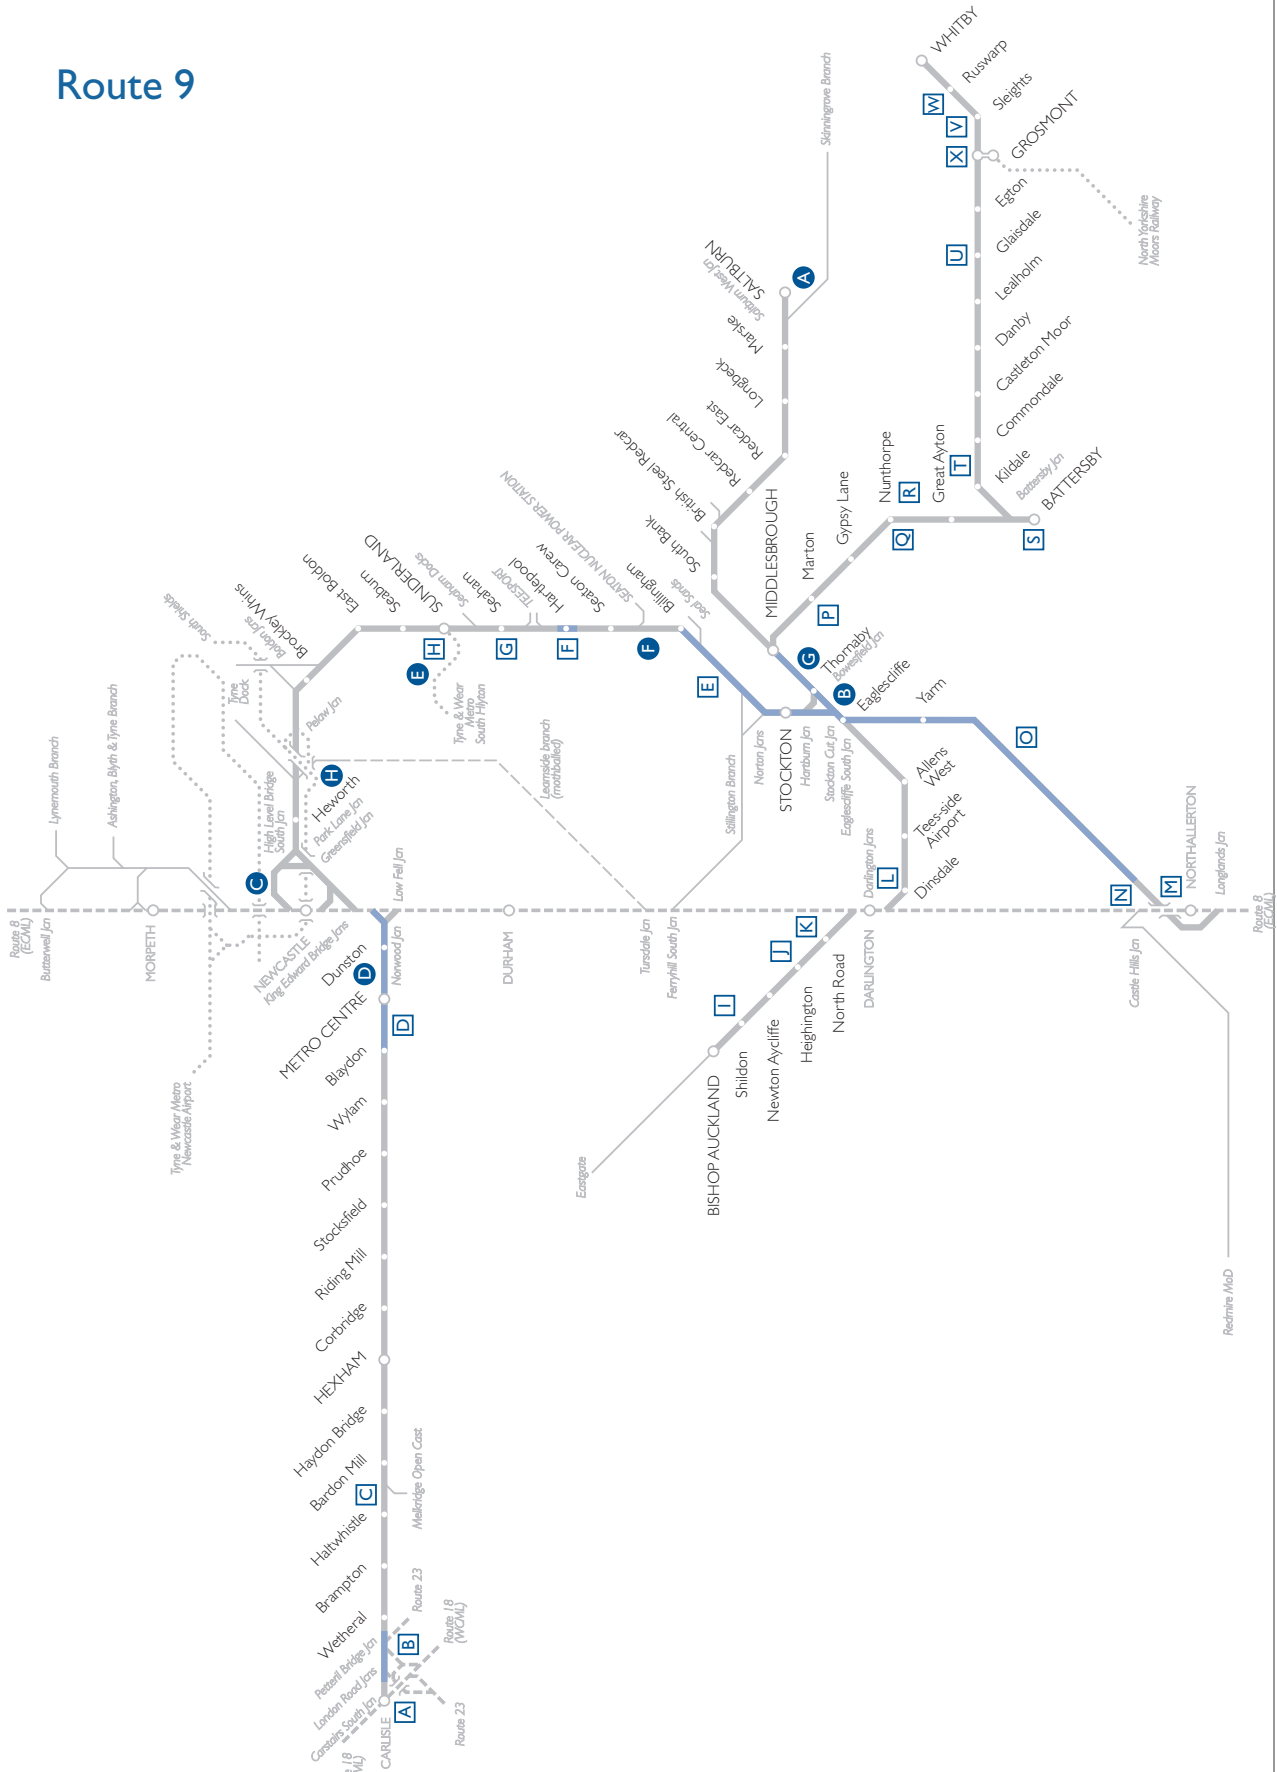 Route 9
WHITBY
Ruswarp
Sleights
GROSMONT
Egton
Glaisdale
Lealholm
Danby
Castleton Moor
Commondale
Kildale
Battersby Jcn
BATTERSBY
Great Ayton
Nunthorpe
Gypsy Lane
Marton
MIDDLESBROUGH
North Yorkshire
Moors Railway
Skinningrove Branch
SALTBURN
Saltburn West Jcn
Marske
Longbeck
Redcar East
Redcar Central
British Steel Redcar
South Bank
Thornaby
Bowesfield Jcn
Eaglescliffe
Yarm
Allens
West
Tees-side
Airport
Dinsdale
STOCKTON
Hartburn Jcn
Stockton Cut Jcn
Eaglescliffe South Jcn
Norton Jcns
Stillington Branch
Seal Sands
Billingham
SEATON NUCLEAR POWER STATION
Seaton Carew
Hartlepool
TEESPORT
Seaham
Seaham Docks
SUNDERLAND
Seaburn
East Boldon
Brockley Whins
Boldon Jcns
South Shields
Tyne
Dock
Pelaw Jcn
Tyne & Wear
Metro
South Hlyton
Leamside branch
(mothballed)
Heworth
Park Lane Jcn
Greensfield Jcn
High Level Bridge
South Jcn
Lynemouth Branch
Ashington, Blyth & Tyne Branch
Route 8
(ECML)
Butterwell Jcn
MORPETH
NEWCASTLE
King Edward Bridge Jcns
Low Fell Jcn
Norwood Jcn
DURHAM
Tursdale Jcn
Ferryhill South Jcn
DARLINGTON
Darlington Jcns
NORTHALLERTON
Castle Hills Jcn
Longlands Jcn
Route 8
(ECML)
Redmire MoD
North Road
Heighington
Newton Aycliffe
Shildon
BISHOP AUCKLAND
Eastgate
Tyne & Wear Metro
Newcastle Airport
Dunston
METRO CENTRE
Blaydon
Wylam
Prudhoe
Stocksfield
Riding Mill
Corbridge
HEXHAM
Haydon Bridge
Bardon Mill
Melkridge Open Cast
Haltwhistle
Brampton
Wetheral
Petteril Bridge Jcn
London Road Jcns
Carstairs South Jcn
CARLISLE
Route 23
Route 18
(WCML)
Route 23
A
B
C
D
E
F
G
H
I
J
K
L
M
N
O
P
Q
R
S
T
U
V
W
X
A
B
C
D
E
F
G
H